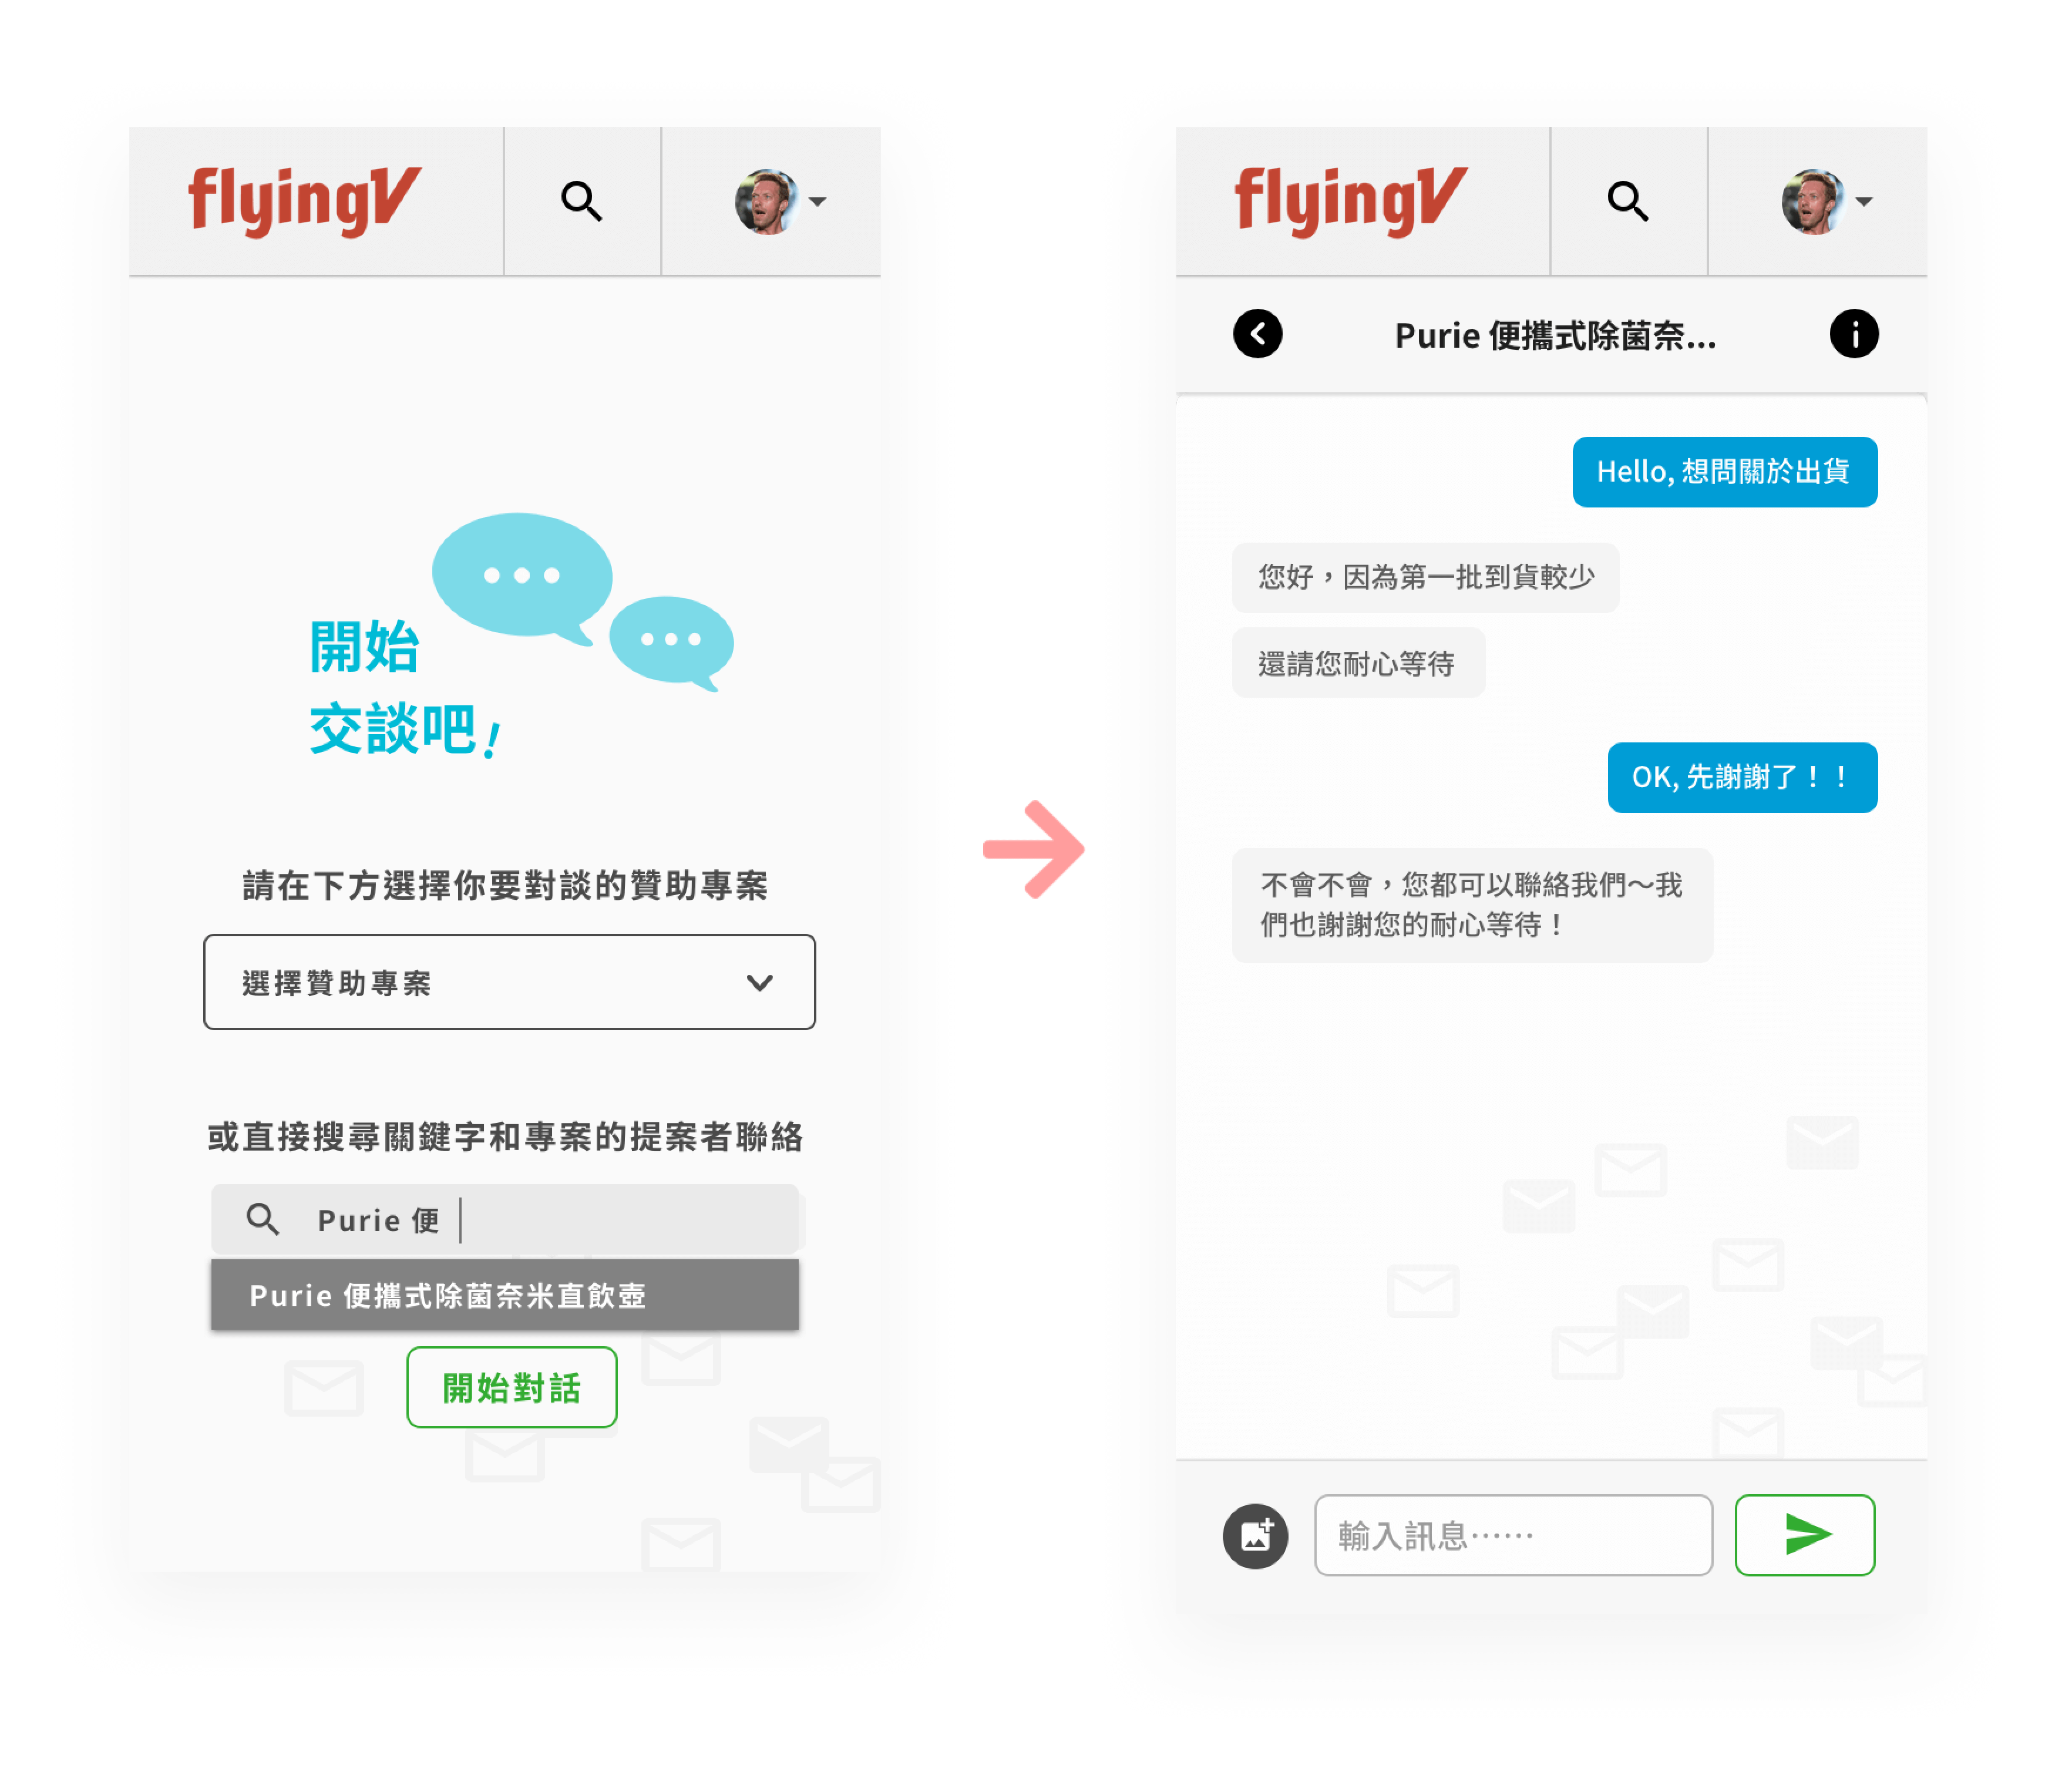 flyingV
開始
交談吧!
請在下方選擇你要對談的贊助專案
選擇贊助專案
或直接搜尋關鍵字和專案的提案者聯絡
Purie 便
Purie 便攜式除菌奈米直飲壺
開始對話
flyingV
Purie 便攜式除菌奈...
Hello, 想問關於出貨
您好，因為第一批到貨較少
還請您耐心等待
OK, 先謝謝了！！
不會不會，您都可以聯絡我們～我
們也謝謝您的耐心等待！
輸入訊息⋯⋯